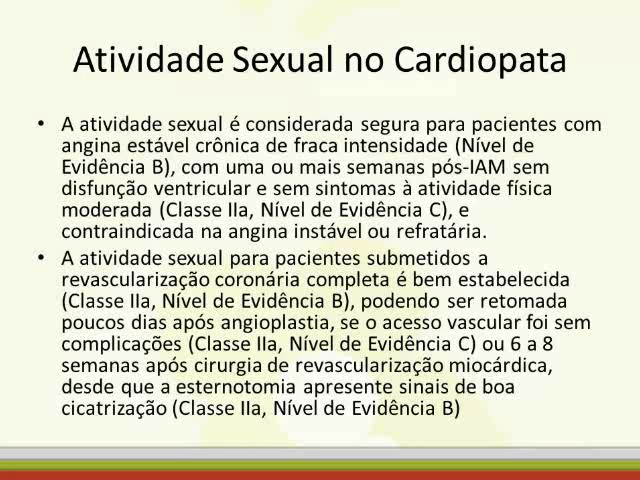 Atividade Sexual no Cardiopata
• A atividade sexual é considerada segura para pacientes com
angina estável crônica de fraca intensidade (Nível de
Evidência B), com uma ou mais semanas pós-IAM sem
disfunção ventricular e sem sintomas à atividade física
moderada (Classe IIa, Nível de Evidência C), e
contraindicada na angina instável ou refratária.
• A atividade sexual para pacientes submetidos a
revascularização coronária completa é bem estabelecida
(Classe IIa, Nível de Evidência B), podendo ser retomada
poucos dias após angioplastia, se o acesso vascular foi sem
complicações (Classe IIa, Nível de Evidência C) ou 6 a 8
semanas após cirurgia de revascularização miocárdica,
desde que a esternotomia apresente sinais de boa
cicatrização (Classe IIa, Nível de Evidência B)